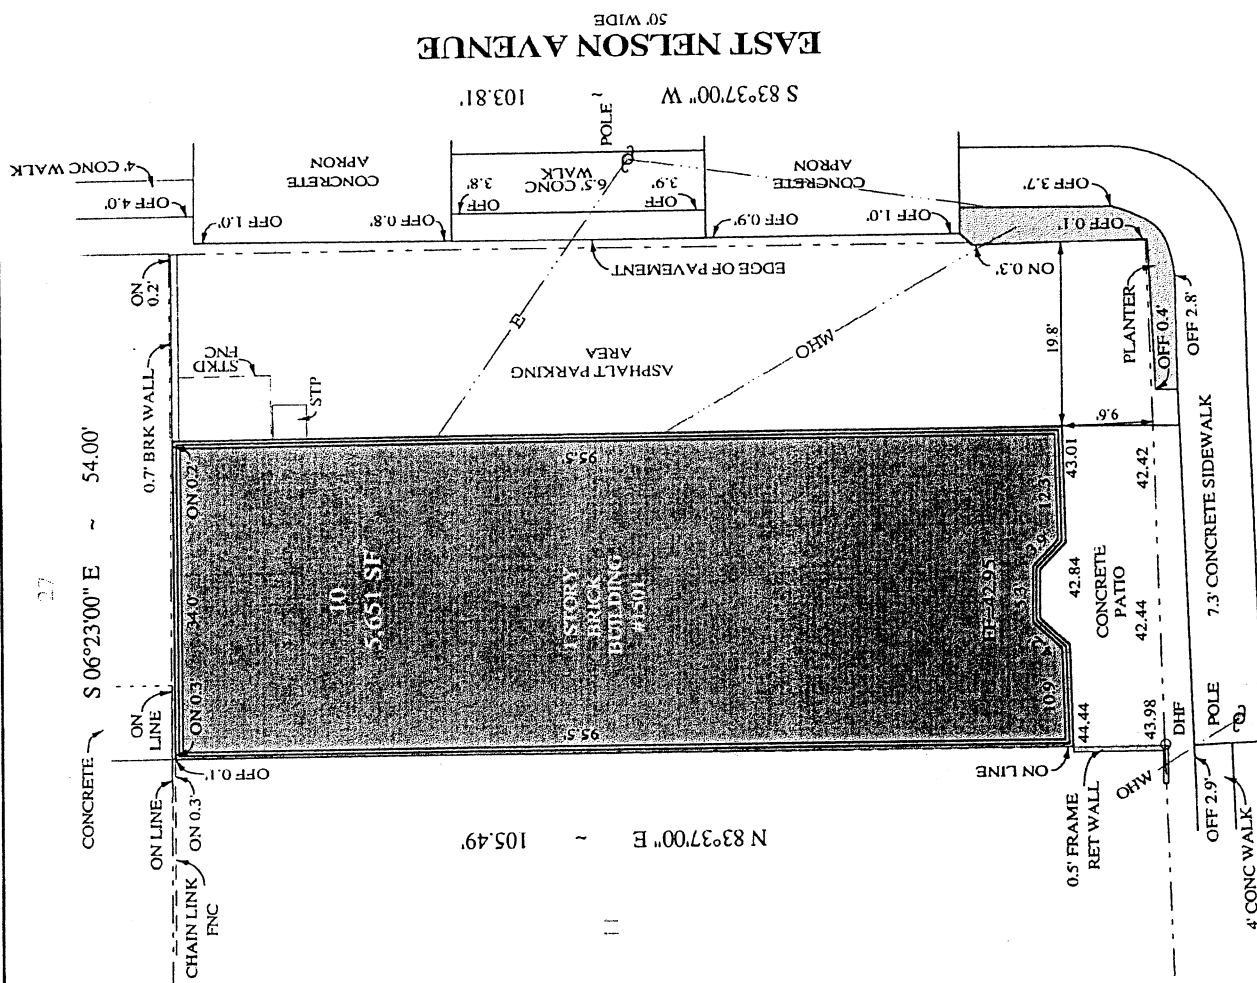 EAST NELSON AVENUE
50' WIDE
S 83°37'00" W ~ 103.81'
POLE
4' CONC WALK
OFF 4.0'
CONCRETE
APRON
6.5' CONC
WALK
OFF
3.8'
OFF
3.9'
CONCRETE
APRON
OFF 3.7'
OFF 1.0'
OFF 0.8'
OFF 0.9'
OFF 1.0'
OFF 0.1'
ON 0.3'
EDGE OF PAVEMENT
ON
0.2'
0.7' BRK WALL
STKD
FNC
STP
E
OHW
ASPHALT PARKING
AREA
19.8'
9.6'
PLANTER
OFF 0.4'
OFF 2.8'
27
S 06°23'00" E ~ 54.00'
CONCRETE
ON
LINE
ON LINE
ON 0.3'
CHAIN LINK
FNC
OFF 0.1'
ON 0.2'
34.0'
ON 0.3'
10
5,651 SF
95.5'
1 STORY
BRICK
BUILDING
# 501
95.5'
FF=42.95
12.3'
3.9'
5.3'
10.9'
43.01
42.42
42.84
CONCRETE
PATIO
42.44
44.44
43.98
DHF
POLE
7.3' CONCRETE SIDEWALK
ON LINE
0.5' FRAME
RET WALL
OHW
OFF 2.9'
4' CONC WALK
N 83°37'00" E ~ 105.49'
11